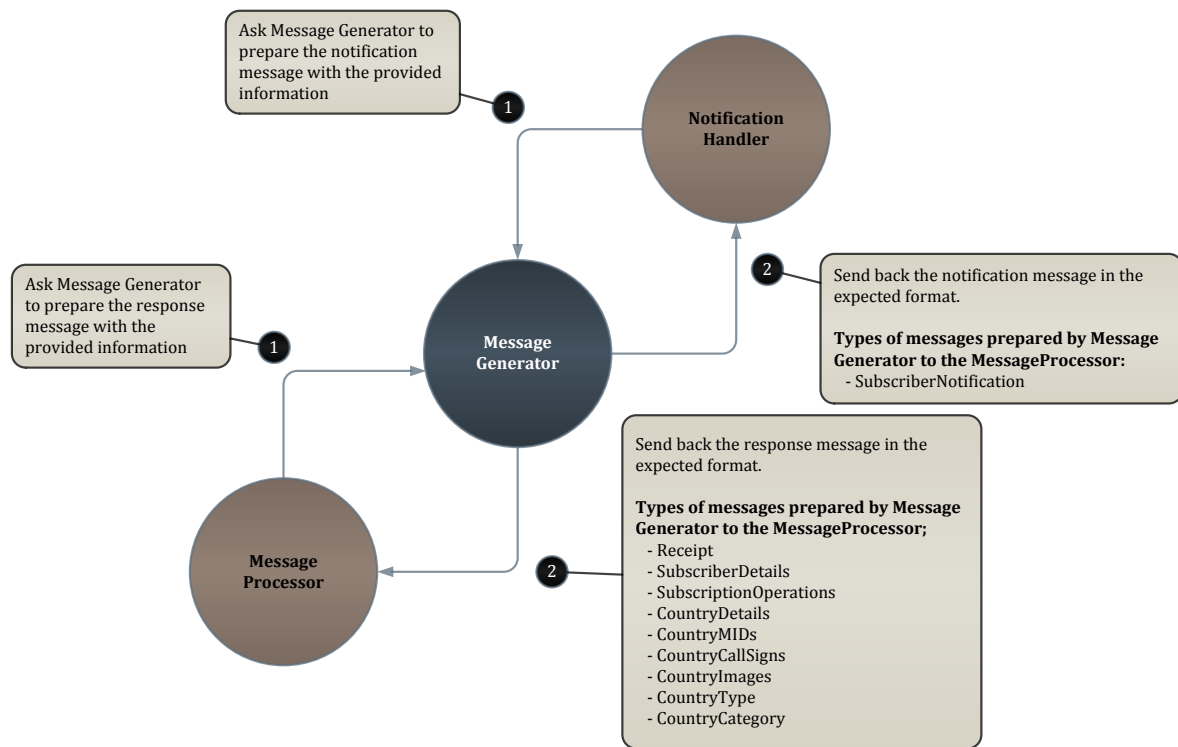 Ask Message Generator to
prepare the notification
message with the provided
information
1
Notification
Handler
Ask Message Generator
to prepare the response
message with the
provided information
1
Message
Generator
2
Send back the notification message in the
expected format.
Types of messages prepared by Message
Generator to the MessageProcessor:
- SubscriberNotification
Message
Processor
2
Send back the response message in the
expected format.
Types of messages prepared by Message
Generator to the MessageProcessor;
- Receipt
- SubscriberDetails
- SubscriptionOperations
- CountryDetails
- CountryMIDs
- CountryCallSigns
- CountryImages
- CountryType
- CountryCategory